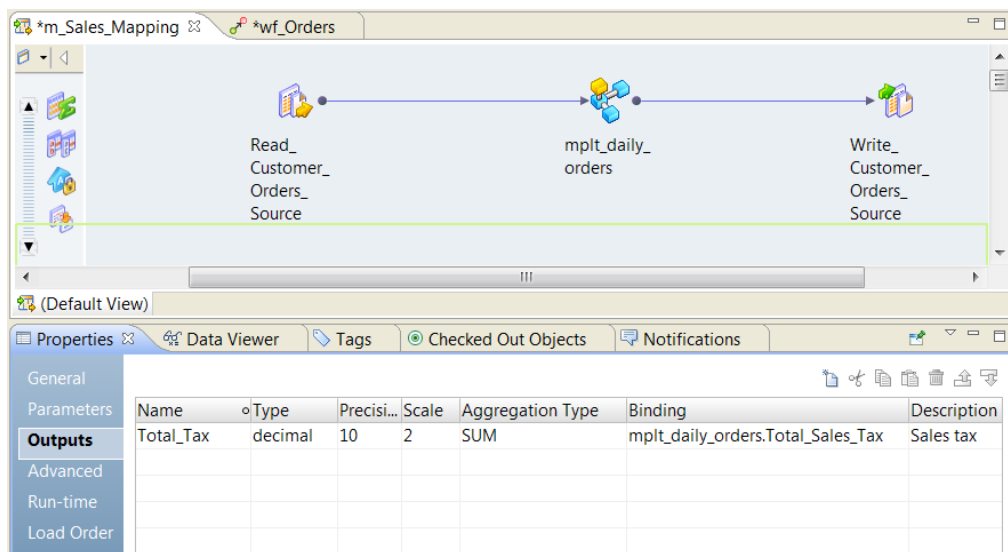 *m_Sales_Mapping *wf_Orders
Read_ mplt_daily_ Write_
Customer_ orders Customer_
Orders_ Orders_
Source Source
(Default View)
Properties Data Viewer Tags Checked Out Objects Notifications
General
Parameters Name Type Precisi... Scale Aggregation Type Binding Description
Outputs Total_Tax decimal 10 2 SUM mplt_daily_orders.Total_Sales_Tax Sales tax
Advanced
Run-time
Load Order